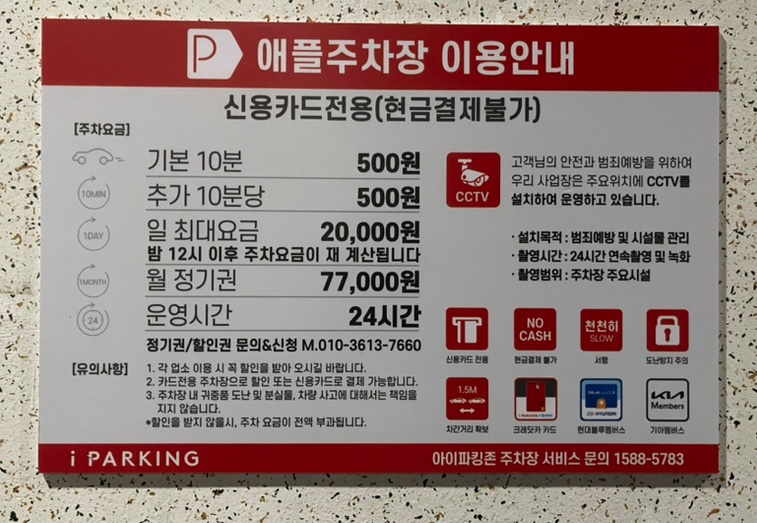 P 애플주차장 이용안내
신용카드전용(현금결제불가)
[주차요금]
기본 10분 500원
10MIN 추가 10분당 500원
1DAY 일 최대요금 20,000원
밤 12시 이후 주차요금이 재 계산됩니다
1MONTH 월 정기권 77,000원
24 운영시간 24시간
정기권/할인권 문의&신청 M.010-3613-7660
[유의사항]
1. 각 업소 이용 시 꼭 할인을 받아 오시길 바랍니다.
2. 카드전용 주차장으로 할인 또는 신용카드로 결제 가능합니다.
3. 주차장 내 귀중품 도난 및 분실물, 차량 사고에 대해서는 책임을
지지 않습니다.
*할인을 받지 않을시, 주차 요금이 전액 부과됩니다.
CCTV
고객님의 안전과 범죄예방을 위하여
우리 사업장은 주요위치에 CCTV를
설치하여 운영하고 있습니다.
· 설치목적 : 범죄예방 및 시설물 관리
· 촬영시간 : 24시간 연속촬영 및 녹화
· 촬영범위 : 주차장 주요시설
신용카드 전용
NO
CASH
현금결제 불가
천천히
SLOW
서행
도난방지 주의
1.5M
차간거리 확보
크레딧카 카드
HYUNDAI
현대블루멤버스
KIA
Members
기아멤버스
i PARKING
아이파킹존 주차장 서비스 문의 1588-5783